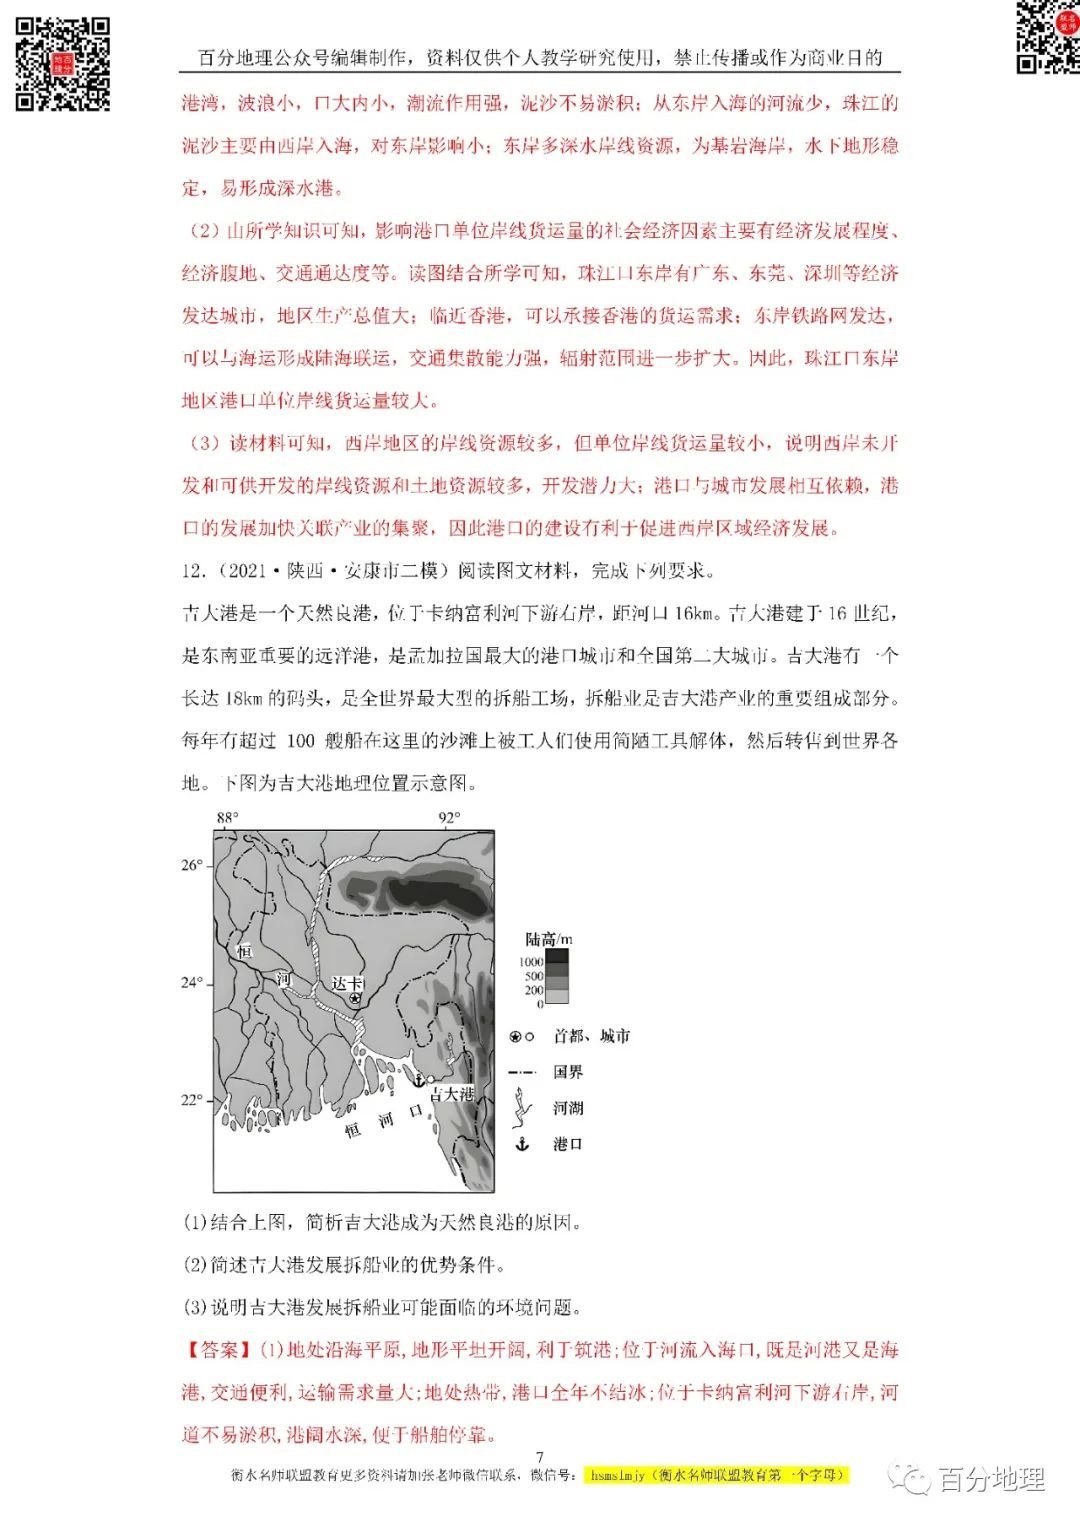 百分地理公众号编辑制作，资料仅供个人教学研究使用，禁止传播或作为商业目的
港湾，波浪小，口大内小，潮流作用强，泥沙不易淤积；从东岸入海的河流少，珠江的
泥沙主要由西岸入海，对东岸影响小；东岸多深水岸线资源，为基岩海岸，水下地形稳
定，易形成深水港。
（2）由所学知识可知，影响港口单位岸线货运量的社会经济因素主要有经济发展程度、
经济腹地、交通通达度等。读图结合所学可知，珠江口东岸有广东、东莞、深圳等经济
发达城市，地区生产总值大；临近香港，可以承接香港的货运需求；东岸铁路网发达，
可以与海运形成陆海联运，交通集散能力强，辐射范围进一步扩大。因此，珠江口东岸
地区港口单位岸线货运量较大。
（3）读材料可知，西岸地区的岸线资源较多，但单位岸线货运量较小，说明西岸未开
发和可供开发的岸线资源和土地资源较多，开发潜力大；港口与城市发展相互依赖，港
口的发展加快关联产业的集聚，因此港口的建设有利于促进西岸区域经济发展。
12．（2021·陕西·安康市二模）阅读图文材料，完成下列要求。
吉大港是一个天然良港，位于卡纳富利河下游右岸，距河口16km。吉大港建于16世纪，
是东南亚重要的远洋港，是孟加拉国最大的港口城市和全国第二大城市。吉大港有一个
长达18km的码头，是全世界最大型的拆船工场，拆船业是吉大港产业的重要组成部分。
每年有超过 100 艘船在这里的沙滩上被工人们使用简陋工具解体，然后转售到世界各
地。下图为吉大港地理位置示意图。
88° 92°
26°
陆高/m
恒
1000
500
河
达卡
24°
200
0
首都、城市
国界
吉大港
22°
河湖
恒河口
港口
(1)结合上图，简析吉大港成为天然良港的原因。
(2)简述吉大港发展拆船业的优势条件。
(3)说明吉大港发展拆船业可能面临的环境问题。
【答案】(1)地处沿海平原,地形平坦开阔,利于筑港;位于河流入海口,既是河港又是海
港,交通便利,运输需求量大;地处热带,港口全年不结冰;位于卡纳富利河下游右岸,河
道不易淤积,港阔水深,便于船舶停靠。
7
衡水名师联盟教育更多资料请加张老师微信联系，微信号： hsmslmjy（衡水名师联盟教育第一个字母）
百分地理